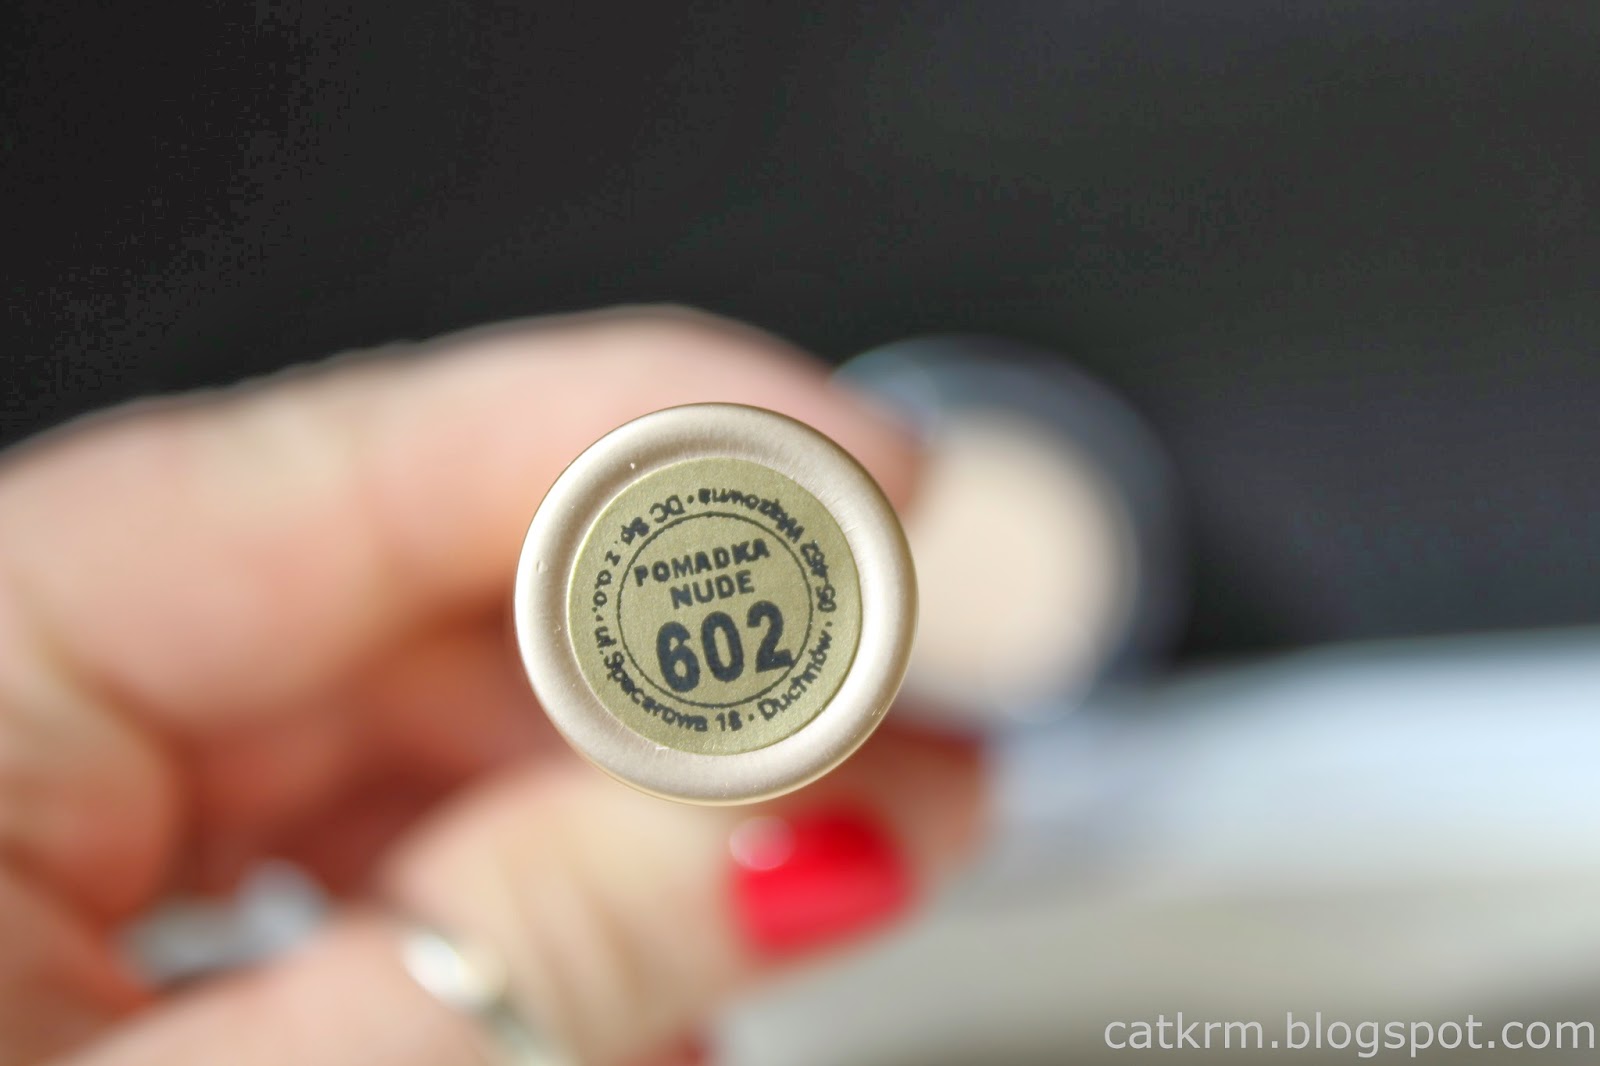 POMADKA
NUDE
602
DC Sp. z o.o. • ul. Spacerowa 18 • Duchnów • 05-462 Wiązowna •
catkrm.blogspot.com